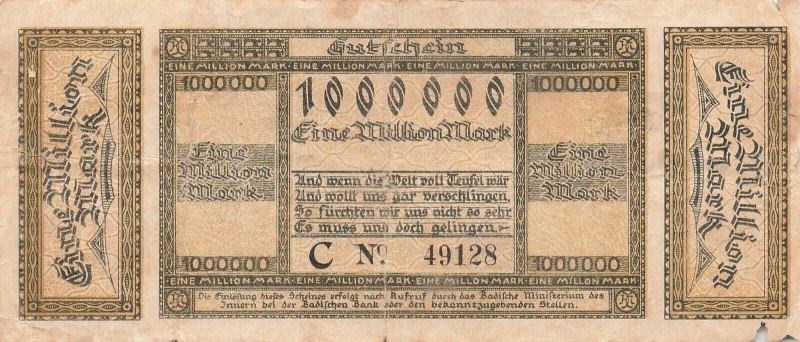 Gutschein
EINE MILLION MARK · EINE MILLION MARK · EINE MILLION MARK · EINE MILLION MARK
1000000
1000000
1000000
Eine Million Mark
Eine
Million
Mark
Eine
Million
Mark
Eine Million
Mark
Eine Million
Mark
Und wenn die Welt voll Teufel wär
Und wollt uns gar verschlingen,
So fürchten wir uns nicht so sehr
Es muss uns doch gelingen.
C № 49128
1000000
1000000
EINE MILLION MARK · EINE MILLION MARK · EINE MILLION MARK · EINE MILLION MARK
Die Einlösung dieses Scheines erfolgt nach Aufruf durch das Badische Ministerium des
Innern bei der Badischen Bank oder den bekanntzugebenden Stellen.